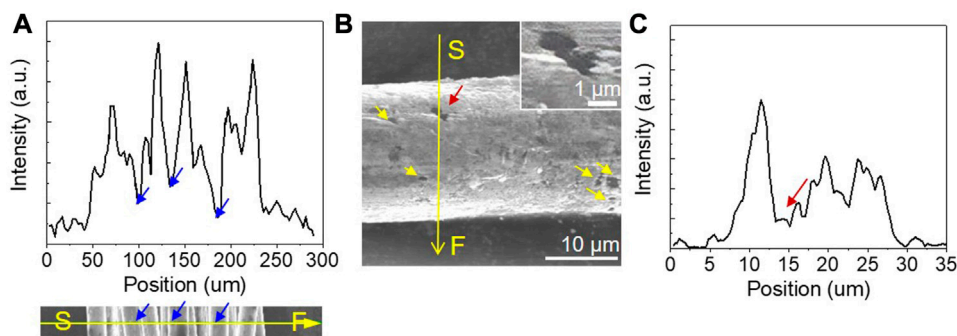 A
Intensity (a.u.)
0 50 100 150 200 250 300
Position (um)
S F
B
S
1 μm
F
10 μm
C
Intensity (a.u.)
0 5 10 15 20 25 30 35
Position (um)